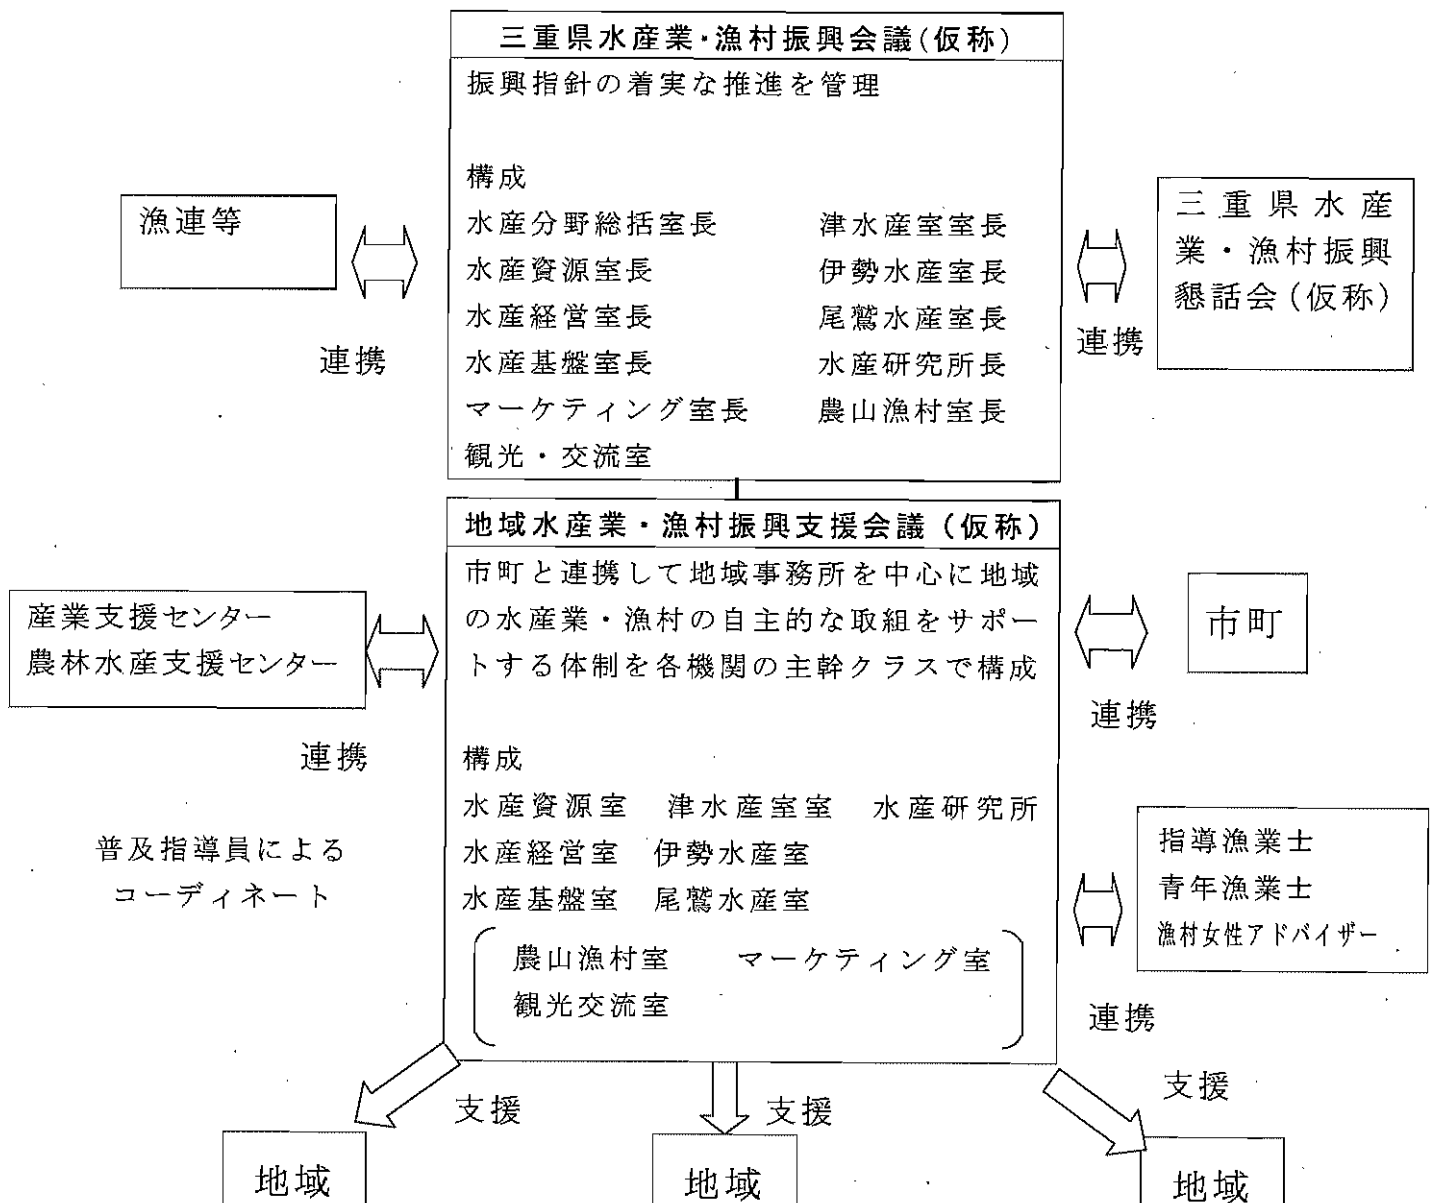 三重県水産業・漁村振興会議(仮称)
振興指針の着実な推進を管理
構成
水産分野総括室長 津水産室室長
水産資源室長 伊勢水産室長
水産経営室長 尾鷲水産室長
水産基盤室長 水産研究所長
マーケティング室長 農山漁村室長
観光・交流室
漁連等
連携
三重県水産
業・漁村振興
懇話会(仮称)
連携
地域水産業・漁村振興支援会議(仮称)
市町と連携して地域事務所を中心に地域
の水産業・漁村の自主的な取組をサポー
トする体制を各機関の主幹クラスで構成
構成
水産資源室 津水産室室 水産研究所
水産経営室 伊勢水産室
水産基盤室 尾鷲水産室
農山漁村室 マーケティング室
観光交流室
産業支援センター
農林水産支援センター
連携
普及指導員による
コーディネート
市町
連携
指導漁業士
青年漁業士
漁村女性アドバイザー
連携
支援
支援
支援
地域
地域
地域